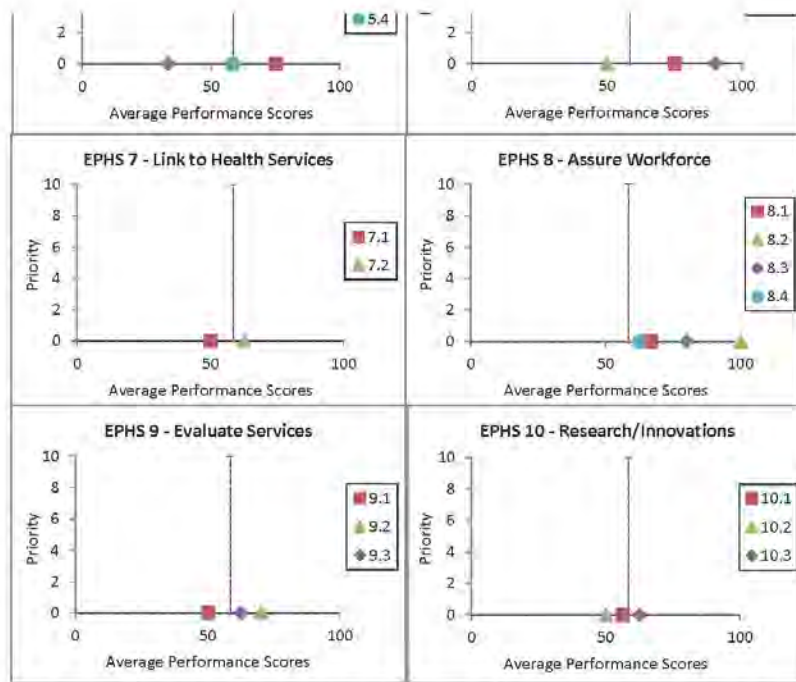 5.4
2
0
0 50 100
Average Performance Scores
2
0
0 50 100
Average Performance Scores
EPHS 7 - Link to Health Services
Priority
10
8
6
4
2
0
0 50 100
Average Performance Scores
7.1
7.2
EPHS 8 - Assure Workforce
Priority
10
8
6
4
2
0
0 50 100
Average Performance Scores
8.1
8.2
8.3
8.4
EPHS 9 - Evaluate Services
Priority
10
8
6
4
2
0
0 50 100
Average Performance Scores
9.1
9.2
9.3
EPHS 10 - Research/Innovations
Priority
10
8
6
4
2
0
0 50 100
Average Performance Scores
10.1
10.2
10.3